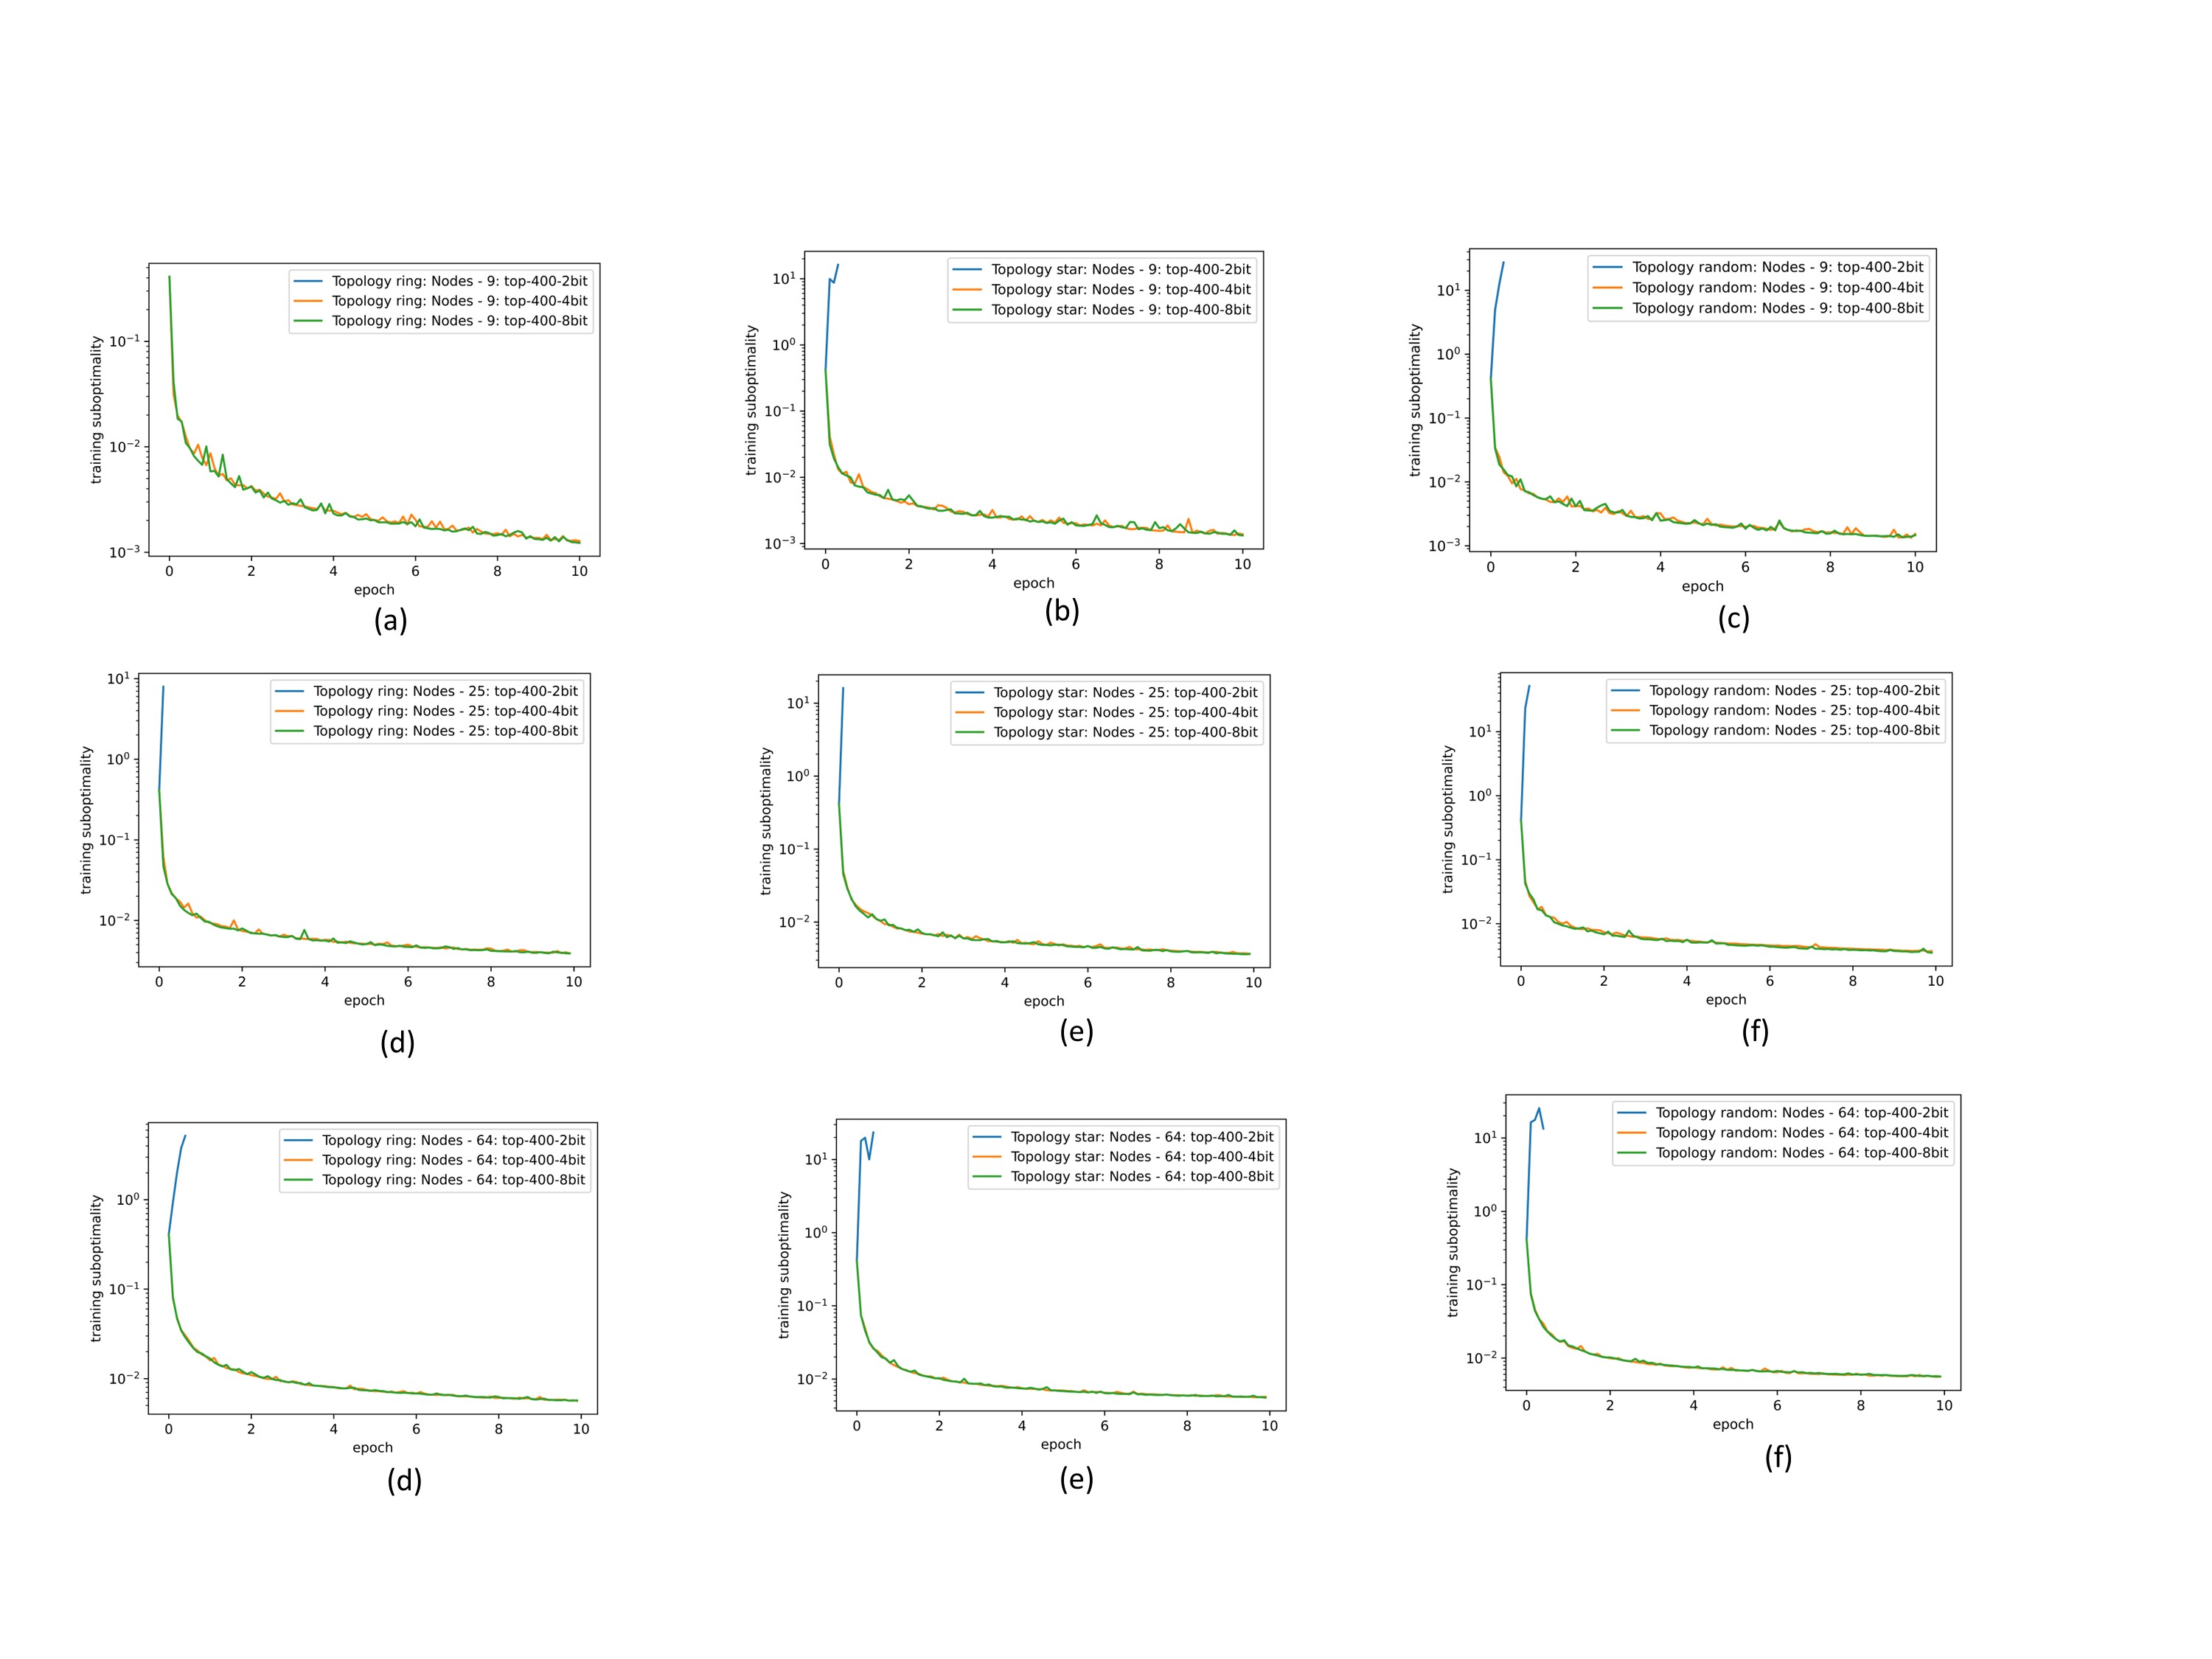 Topology ring: Nodes - 9: top-400-2bit
Topology ring: Nodes - 9: top-400-4bit
Topology ring: Nodes - 9: top-400-8bit
10⁻¹
10⁻²
10⁻³
training suboptimality
0 2 4 6 8 10
epoch
(a)
Topology star: Nodes - 9: top-400-2bit
Topology star: Nodes - 9: top-400-4bit
Topology star: Nodes - 9: top-400-8bit
10¹
10⁰
10⁻¹
10⁻²
10⁻³
training suboptimality
0 2 4 6 8 10
epoch
(b)
Topology random: Nodes - 9: top-400-2bit
Topology random: Nodes - 9: top-400-4bit
Topology random: Nodes - 9: top-400-8bit
10¹
10⁰
10⁻¹
10⁻²
10⁻³
training suboptimality
0 2 4 6 8 10
epoch
(c)
Topology ring: Nodes - 25: top-400-2bit
Topology ring: Nodes - 25: top-400-4bit
Topology ring: Nodes - 25: top-400-8bit
10¹
10⁰
10⁻¹
10⁻²
training suboptimality
0 2 4 6 8 10
epoch
(d)
Topology star: Nodes - 25: top-400-2bit
Topology star: Nodes - 25: top-400-4bit
Topology star: Nodes - 25: top-400-8bit
10¹
10⁰
10⁻¹
10⁻²
training suboptimality
0 2 4 6 8 10
epoch
(e)
Topology random: Nodes - 25: top-400-2bit
Topology random: Nodes - 25: top-400-4bit
Topology random: Nodes - 25: top-400-8bit
10¹
10⁰
10⁻¹
10⁻²
training suboptimality
0 2 4 6 8 10
epoch
(f)
Topology ring: Nodes - 64: top-400-2bit
Topology ring: Nodes - 64: top-400-4bit
Topology ring: Nodes - 64: top-400-8bit
10⁰
10⁻¹
10⁻²
training suboptimality
0 2 4 6 8 10
epoch
(d)
Topology star: Nodes - 64: top-400-2bit
Topology star: Nodes - 64: top-400-4bit
Topology star: Nodes - 64: top-400-8bit
10¹
10⁰
10⁻¹
10⁻²
training suboptimality
0 2 4 6 8 10
epoch
(e)
Topology random: Nodes - 64: top-400-2bit
Topology random: Nodes - 64: top-400-4bit
Topology random: Nodes - 64: top-400-8bit
10¹
10⁰
10⁻¹
10⁻²
training suboptimality
0 2 4 6 8 10
epoch
(f)